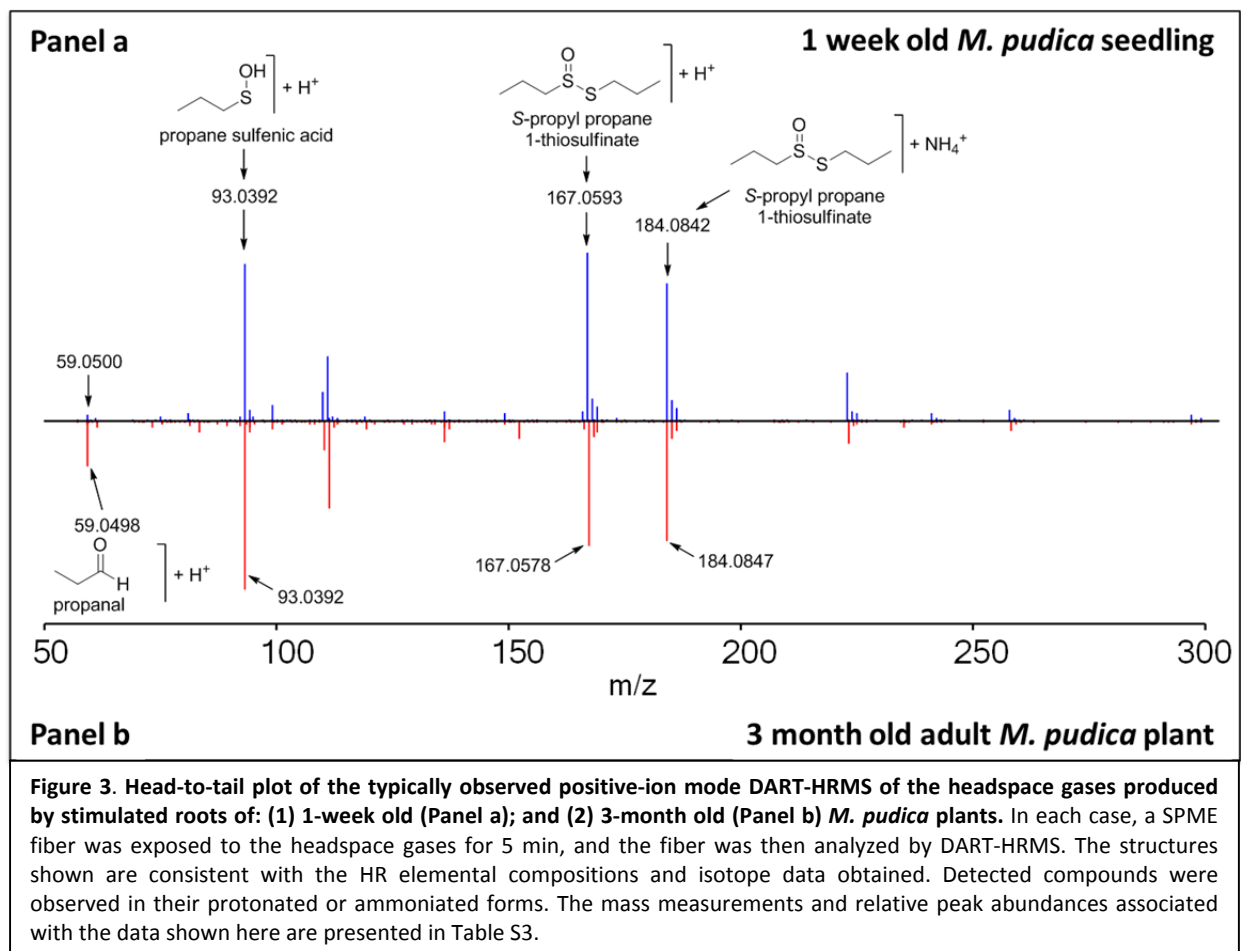 Panel a
1 week old M. pudica seedling
OH
S
+ H⁺
propane sulfenic acid
93.0392
O
S
S
+ H⁺
S-propyl propane
1-thiosulfinate
167.0593
O
S
S
+ NH₄⁺
S-propyl propane
1-thiosulfinate
184.0842
59.0500
59.0498
O
H
+ H⁺
propanal
93.0392
167.0578
184.0847
50 100 150 200 250 300
m/z
Panel b
3 month old adult M. pudica plant
Figure 3. Head-to-tail plot of the typically observed positive-ion mode DART-HRMS of the headspace gases produced
by stimulated roots of: (1) 1-week old (Panel a); and (2) 3-month old (Panel b) M. pudica plants. In each case, a SPME
fiber was exposed to the headspace gases for 5 min, and the fiber was then analyzed by DART-HRMS. The structures
shown are consistent with the HR elemental compositions and isotope data obtained. Detected compounds were
observed in their protonated or ammoniated forms. The mass measurements and relative peak abundances associated
with the data shown here are presented in Table S3.